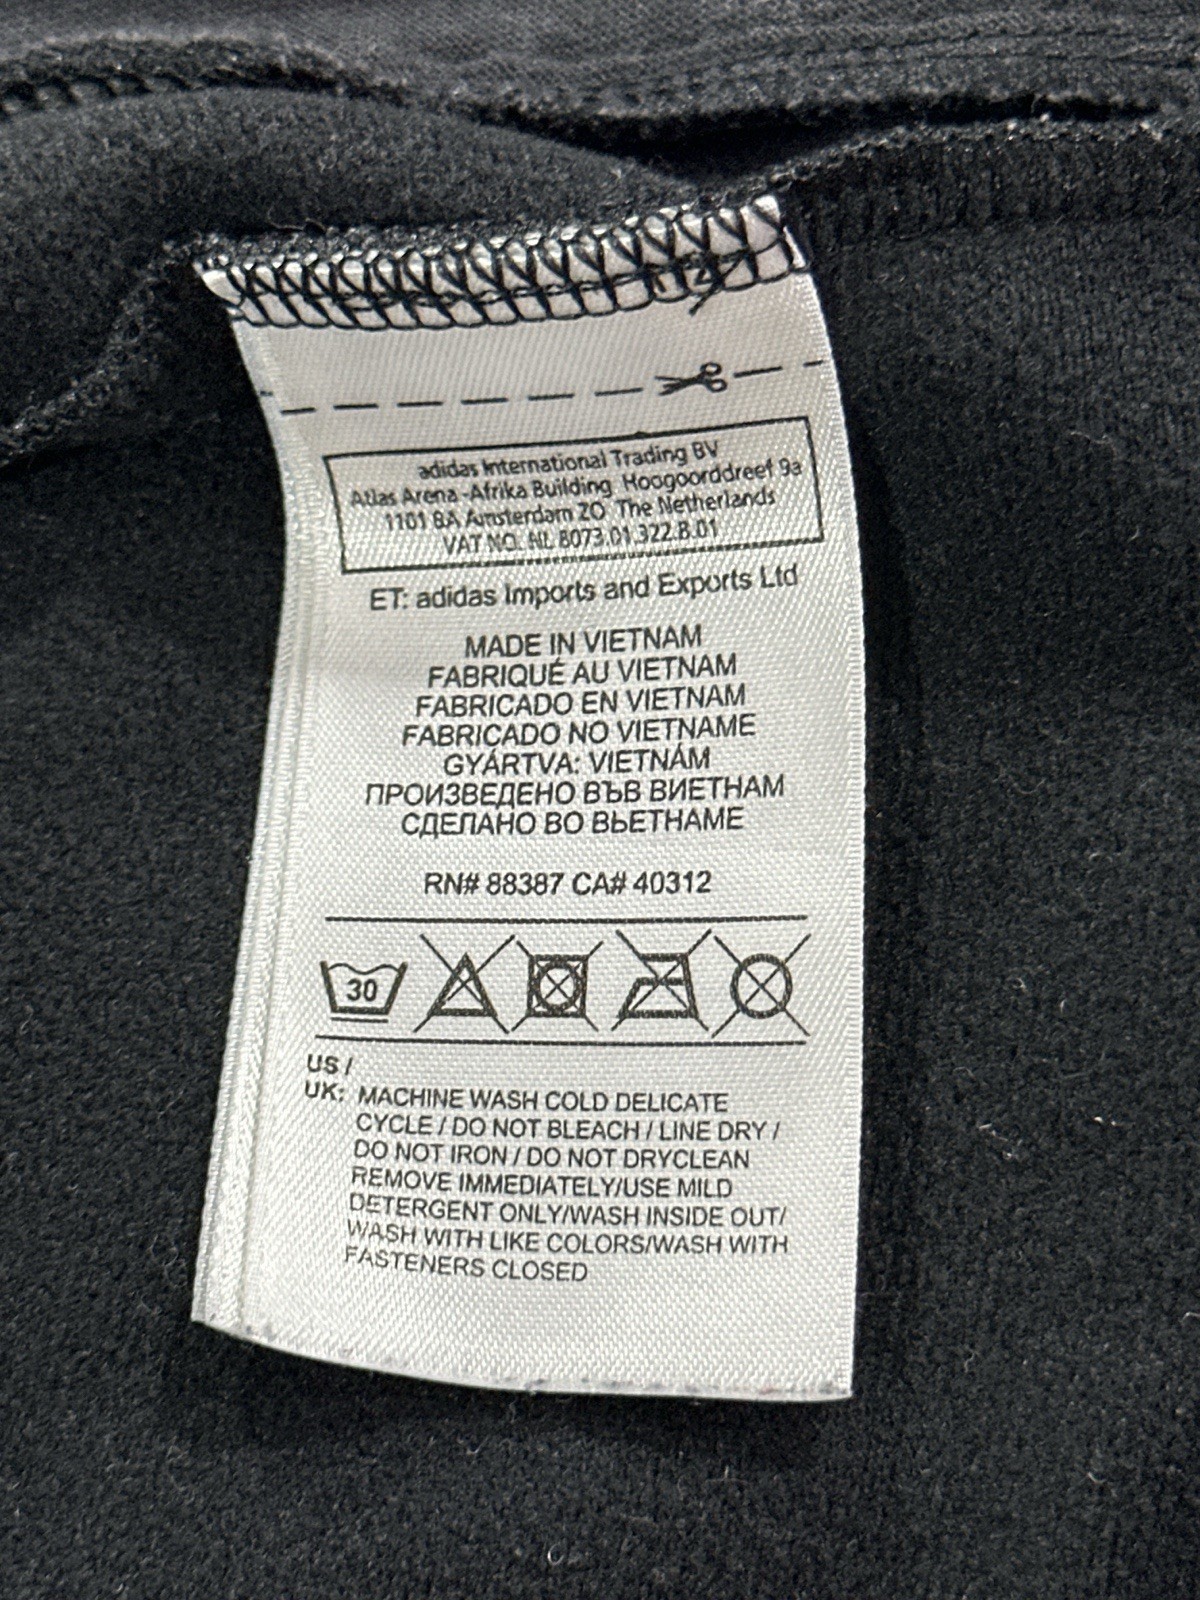 adidas International Trading BV
Atlas Arena -Afrika Building Hoogoorddreef 9a
1101 BA Amsterdam ZO The Netherlands
VAT NO. NL 8073.01.322.B.01
ET: adidas Imports and Exports Ltd
MADE IN VIETNAM
FABRIQUÉ AU VIETNAM
FABRICADO EN VIETNAM
FABRICADO NO VIETNAME
GYÁRTVA: VIETNÁM
ПРОИЗВЕДЕНО ВЪВ ВИЕТНАМ
СДЕЛАНО ВО ВЬЕТНАМЕ
RN# 88387 CA# 40312
30
US /
UK: MACHINE WASH COLD DELICATE
CYCLE / DO NOT BLEACH / LINE DRY /
DO NOT IRON / DO NOT DRYCLEAN
REMOVE IMMEDIATELY/USE MILD
DETERGENT ONLY/WASH INSIDE OUT/
WASH WITH LIKE COLORS/WASH WITH
FASTENERS CLOSED